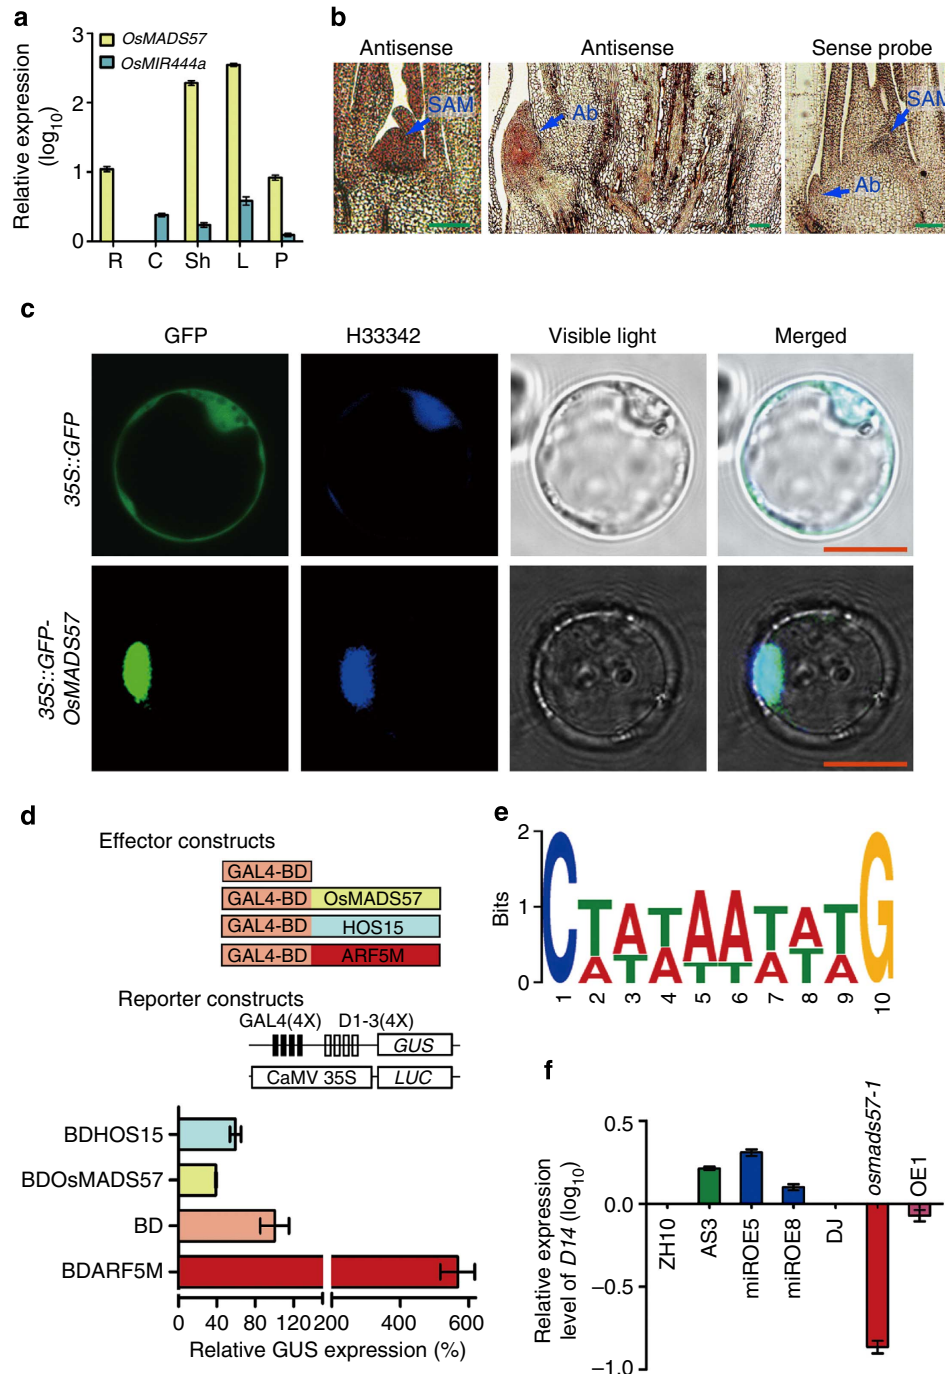 a
3
2
1
0
Relative expression
(log10)
OsMADS57
OsMIR444a
R C Sh L P
b
Antisense
Antisense
Sense probe
SAM
Ab
SAM
Ab
c
GFP
H33342
Visible light
Merged
35S::GFP
35S::GFP-
OsMADS57
d
Effector constructs
GAL4-BD
GAL4-BD OsMADS57
GAL4-BD HOS15
GAL4-BD ARF5M
Reporter constructs
GAL4(4X) D1-3(4X)
GUS
CaMV 35S LUC
BDHOS15
BDOsMADS57
BD
BDARF5M
0 40 80 120 200 400 600
Relative GUS expression (%)
e
2
1
0
Bits
C T A T A A T A T G
A T A T T A T A
1 2 3 4 5 6 7 8 9 10
f
0.5
0.0
−0.5
−1.0
Relative expression
level of D14 (log10)
ZH10
AS3
miROE5
miROE8
DJ
osmads57-1
OE1